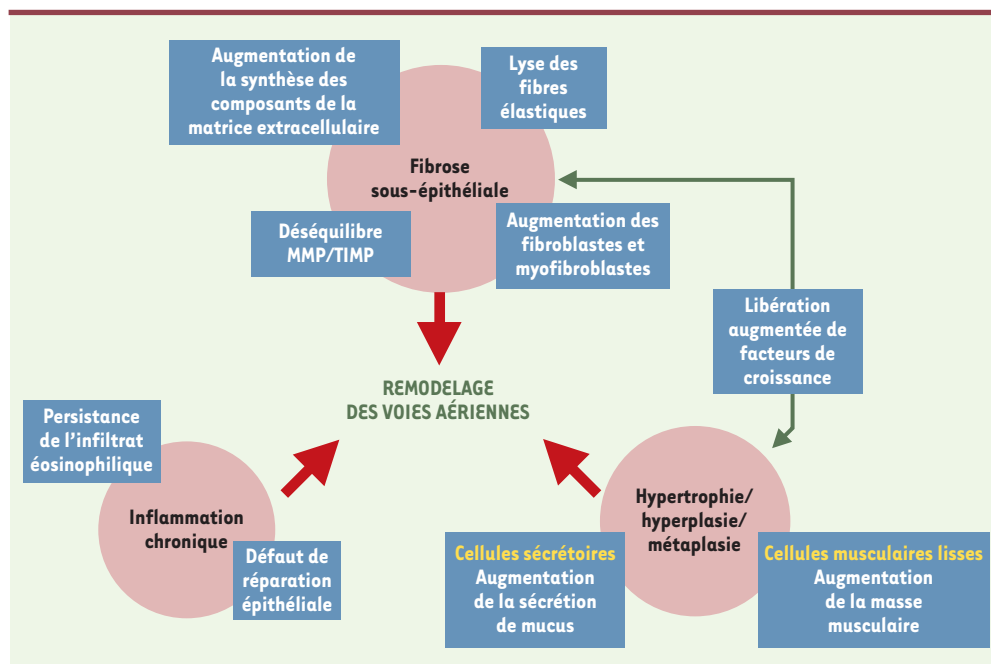 Augmentation de
la synthèse des
composants de la
matrice extracellulaire
Lyse des
fibres
élastiques
Fibrose
sous-épithéliale
Déséquilibre
MMP/TIMP
Augmentation des
fibroblastes et
myofibroblastes
Libération
augmentée de
facteurs de
croissance
REMODELAGE
DES VOIES AÉRIENNES
Persistance
de l'infiltrat
éosinophilique
Inflammation
chronique
Défaut de
réparation
épithéliale
Hypertrophie/
hyperplasie/
métaplasie
Cellules sécrétoires
Augmentation
de la sécrétion
de mucus
Cellules musculaires lisses
Augmentation
de la masse
musculaire